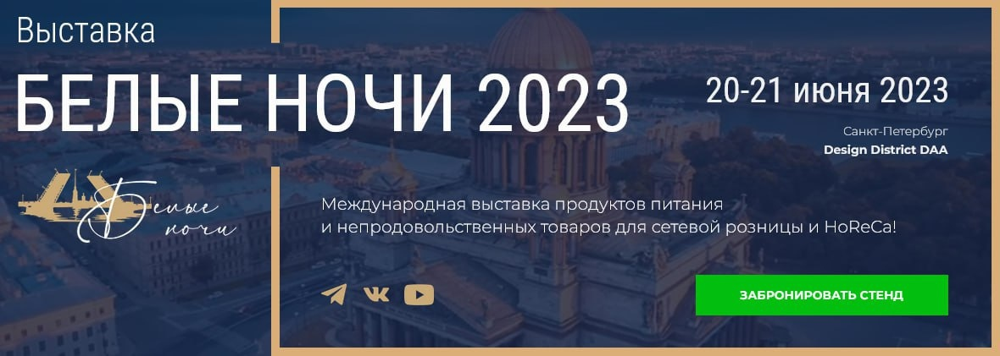 Выставка
БЕЛЫЕ НОЧИ 2023
20-21 июня 2023
Санкт-Петербург
Design District DAA
Белые
ночи
Международная выставка продуктов питания
и непродовольственных товаров для сетевой розницы и HoReCa!
ЗАБРОНИРОВАТЬ СТЕНД